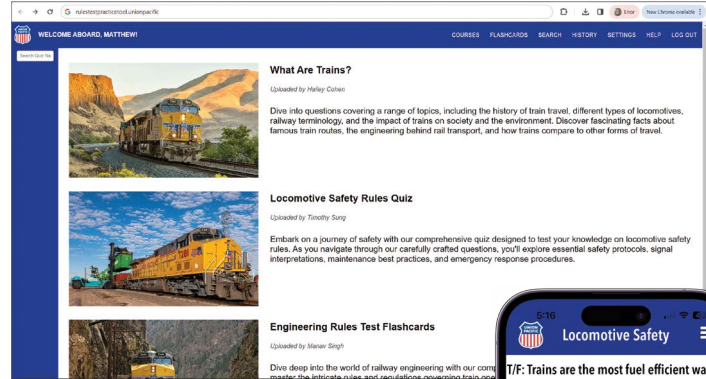 rulestestpracticetool.unionpacific
Error
New Chrome available
UNION PACIFIC
WELCOME ABOARD, MATTHEW!
COURSES FLASHCARDS SEARCH HISTORY SETTINGS HELP LOG OUT
Search Quiz Na
What Are Trains?
Uploaded by Hailey Cohen
Dive into questions covering a range of topics, including the history of train travel, different types of locomotives,
railway terminology, and the impact of trains on society and the environment. Discover fascinating facts about
famous train routes, the engineering behind rail transport, and how trains compare to other forms of travel.
Locomotive Safety Rules Quiz
Uploaded by Timothy Sung
Embark on a journey of safety with our comprehensive quiz designed to test your knowledge on locomotive safety
rules. As you navigate through our carefully crafted questions, you'll explore essential safety protocols, signal
interpretations, maintenance best practices, and emergency response procedures.
Engineering Rules Test Flashcards
Uploaded by Manav Singh
Dive deep into the world of railway engineering with our comp
master the intricate rules and regulations governing train ope
5:16
UNION PACIFIC
Locomotive Safety
T/F: Trains are the most fuel efficient wa